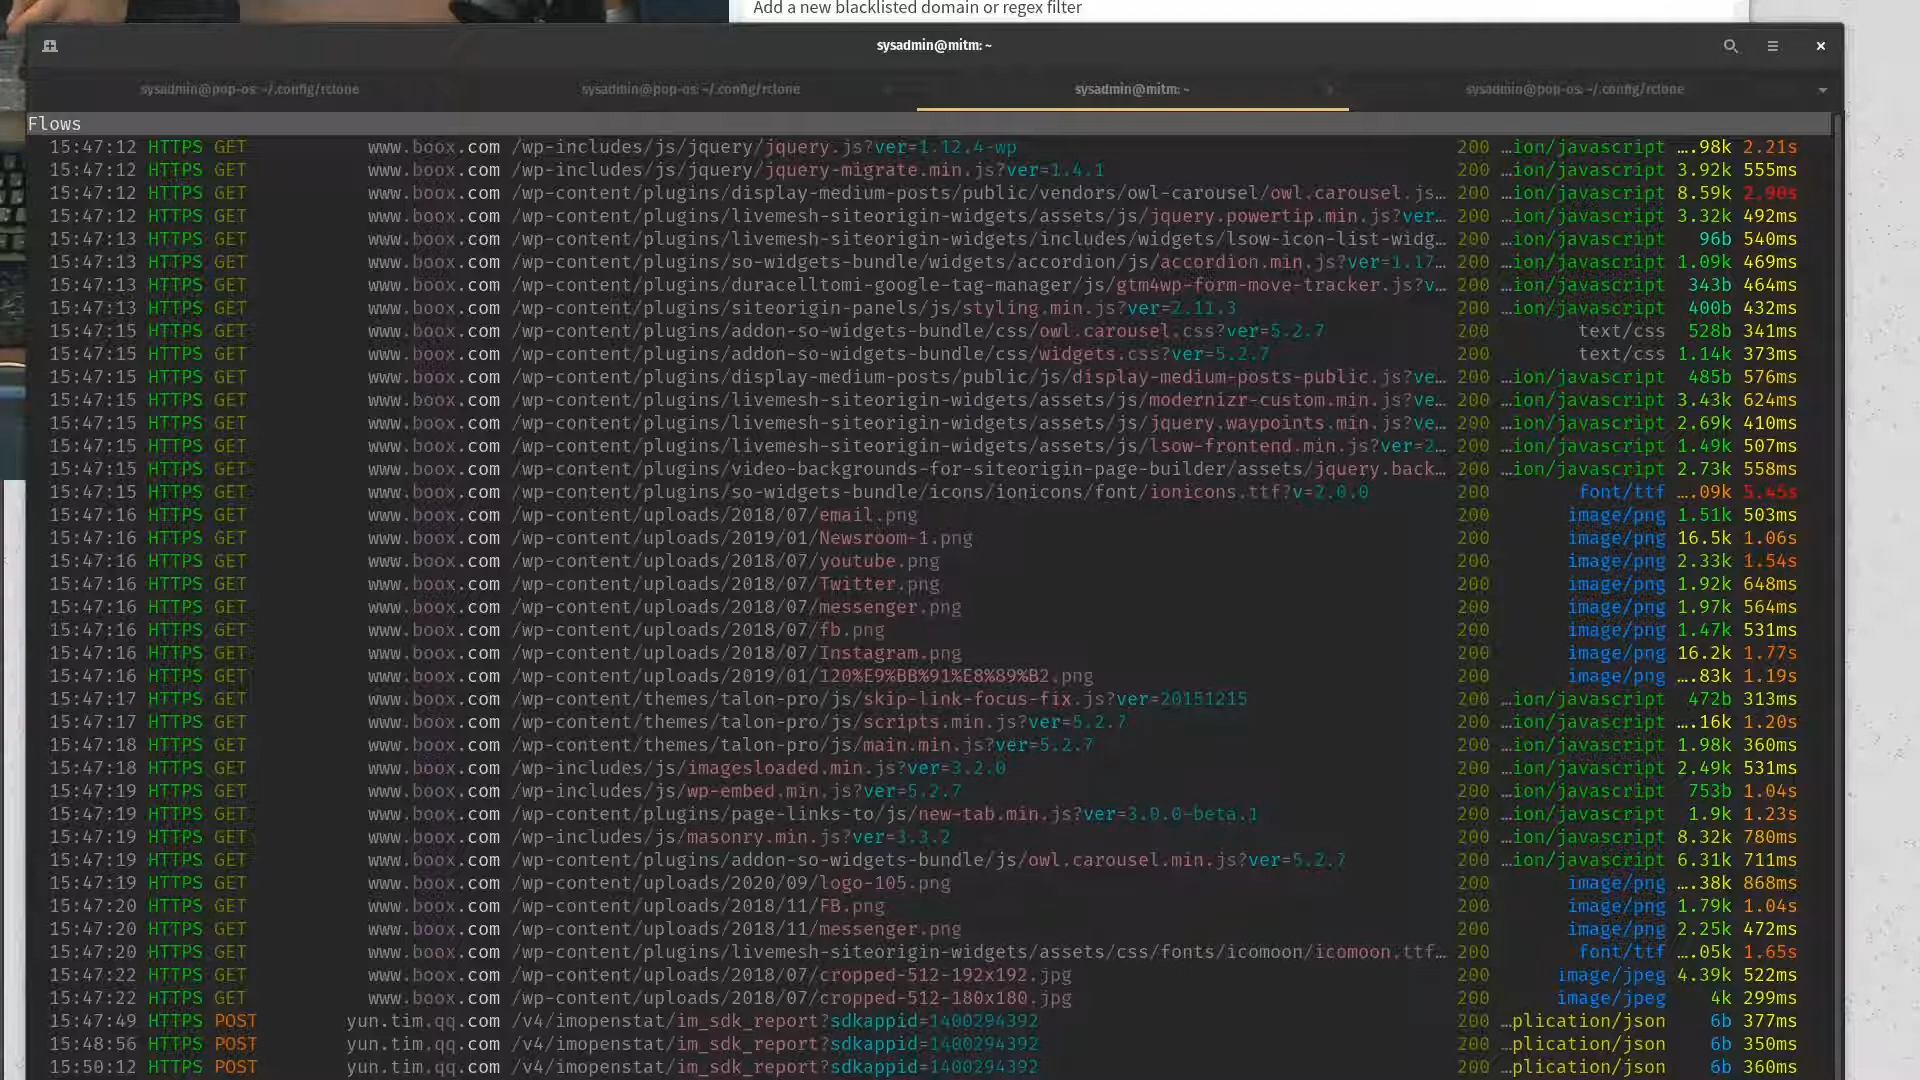 Add a new blacklisted domain or regex filter
sysadmin@mitm: ~
sysadmin@pop-os: ~/.config/rclone
sysadmin@pop-os: ~/.config/rclone
sysadmin@mitm: ~
sysadmin@pop-os: ~/.config/rclone
Flows
15:47:12 HTTPS GET www.boox.com /wp-includes/js/jquery/jquery.js?ver=1.12.4-wp 200 …ion/javascript ….98k 2.21s
15:47:12 HTTPS GET www.boox.com /wp-includes/js/jquery/jquery-migrate.min.js?ver=1.4.1 200 …ion/javascript 3.92k 555ms
15:47:12 HTTPS GET www.boox.com /wp-content/plugins/display-medium-posts/public/vendors/owl-carousel/owl.carousel.js… 200 …ion/javascript 8.59k 2.90s
15:47:12 HTTPS GET www.boox.com /wp-content/plugins/livemesh-siteorigin-widgets/assets/js/jquery.powertip.min.js?ver… 200 …ion/javascript 3.32k 492ms
15:47:13 HTTPS GET www.boox.com /wp-content/plugins/livemesh-siteorigin-widgets/includes/widgets/lsow-icon-list-widg… 200 …ion/javascript 96b 540ms
15:47:13 HTTPS GET www.boox.com /wp-content/plugins/so-widgets-bundle/widgets/accordion/js/accordion.min.js?ver=1.17… 200 …ion/javascript 1.09k 469ms
15:47:13 HTTPS GET www.boox.com /wp-content/plugins/duracelltomi-google-tag-manager/js/gtm4wp-form-move-tracker.js?v… 200 …ion/javascript 343b 464ms
15:47:13 HTTPS GET www.boox.com /wp-content/plugins/siteorigin-panels/js/styling.min.js?ver=2.11.3 200 …ion/javascript 400b 432ms
15:47:15 HTTPS GET www.boox.com /wp-content/plugins/addon-so-widgets-bundle/css/owl.carousel.css?ver=5.2.7 200 text/css 528b 341ms
15:47:15 HTTPS GET www.boox.com /wp-content/plugins/addon-so-widgets-bundle/css/widgets.css?ver=5.2.7 200 text/css 1.14k 373ms
15:47:15 HTTPS GET www.boox.com /wp-content/plugins/display-medium-posts/public/js/display-medium-posts-public.js?ve… 200 …ion/javascript 485b 576ms
15:47:15 HTTPS GET www.boox.com /wp-content/plugins/livemesh-siteorigin-widgets/assets/js/modernizr-custom.min.js?ve… 200 …ion/javascript 3.43k 624ms
15:47:15 HTTPS GET www.boox.com /wp-content/plugins/livemesh-siteorigin-widgets/assets/js/jquery.waypoints.min.js?ve… 200 …ion/javascript 2.69k 410ms
15:47:15 HTTPS GET www.boox.com /wp-content/plugins/livemesh-siteorigin-widgets/assets/js/lsow-frontend.min.js?ver=2… 200 …ion/javascript 1.49k 507ms
15:47:15 HTTPS GET www.boox.com /wp-content/plugins/video-backgrounds-for-siteorigin-page-builder/assets/jquery.back… 200 …ion/javascript 2.73k 558ms
15:47:15 HTTPS GET www.boox.com /wp-content/plugins/so-widgets-bundle/icons/ionicons/font/ionicons.ttf?v=2.0.0 200 font/ttf ….09k 5.45s
15:47:16 HTTPS GET www.boox.com /wp-content/uploads/2018/07/email.png 200 image/png 1.51k 503ms
15:47:16 HTTPS GET www.boox.com /wp-content/uploads/2019/01/Newsroom-1.png 200 image/png 16.5k 1.06s
15:47:16 HTTPS GET www.boox.com /wp-content/uploads/2018/07/youtube.png 200 image/png 2.33k 1.54s
15:47:16 HTTPS GET www.boox.com /wp-content/uploads/2018/07/Twitter.png 200 image/png 1.92k 648ms
15:47:16 HTTPS GET www.boox.com /wp-content/uploads/2018/07/messenger.png 200 image/png 1.97k 564ms
15:47:16 HTTPS GET www.boox.com /wp-content/uploads/2018/07/fb.png 200 image/png 1.47k 531ms
15:47:16 HTTPS GET www.boox.com /wp-content/uploads/2018/07/Instagram.png 200 image/png 16.2k 1.77s
15:47:16 HTTPS GET www.boox.com /wp-content/uploads/2019/01/120%E9%BB%91%E8%89%B2.png 200 image/png ….83k 1.19s
15:47:17 HTTPS GET www.boox.com /wp-content/themes/talon-pro/js/skip-link-focus-fix.js?ver=20151215 200 …ion/javascript 472b 313ms
15:47:17 HTTPS GET www.boox.com /wp-content/themes/talon-pro/js/scripts.min.js?ver=5.2.7 200 …ion/javascript ….16k 1.20s
15:47:18 HTTPS GET www.boox.com /wp-content/themes/talon-pro/js/main.min.js?ver=5.2.7 200 …ion/javascript 1.98k 360ms
15:47:18 HTTPS GET www.boox.com /wp-includes/js/imagesloaded.min.js?ver=3.2.0 200 …ion/javascript 2.49k 531ms
15:47:19 HTTPS GET www.boox.com /wp-includes/js/wp-embed.min.js?ver=5.2.7 200 …ion/javascript 753b 1.04s
15:47:19 HTTPS GET www.boox.com /wp-content/plugins/page-links-to/js/new-tab.min.js?ver=3.0.0-beta.1 200 …ion/javascript 1.9k 1.23s
15:47:19 HTTPS GET www.boox.com /wp-includes/js/masonry.min.js?ver=3.3.2 200 …ion/javascript 8.32k 780ms
15:47:19 HTTPS GET www.boox.com /wp-content/plugins/addon-so-widgets-bundle/js/owl.carousel.min.js?ver=5.2.7 200 …ion/javascript 6.31k 711ms
15:47:19 HTTPS GET www.boox.com /wp-content/uploads/2020/09/logo-105.png 200 image/png ….38k 868ms
15:47:20 HTTPS GET www.boox.com /wp-content/uploads/2018/11/FB.png 200 image/png 1.79k 1.04s
15:47:20 HTTPS GET www.boox.com /wp-content/uploads/2018/11/messenger.png 200 image/png 2.25k 472ms
15:47:20 HTTPS GET www.boox.com /wp-content/plugins/livemesh-siteorigin-widgets/assets/css/fonts/icomoon/icomoon.ttf… 200 font/ttf ….05k 1.65s
15:47:22 HTTPS GET www.boox.com /wp-content/uploads/2018/07/cropped-512-192x192.jpg 200 image/jpeg 4.39k 522ms
15:47:22 HTTPS GET www.boox.com /wp-content/uploads/2018/07/cropped-512-180x180.jpg 200 image/jpeg 4k 299ms
15:47:49 HTTPS POST yun.tim.qq.com /v4/imopenstat/im_sdk_report?sdkappid=1400294392 200 …plication/json 6b 377ms
15:48:56 HTTPS POST yun.tim.qq.com /v4/imopenstat/im_sdk_report?sdkappid=1400294392 200 …plication/json 6b 350ms
15:50:12 HTTPS POST yun.tim.qq.com /v4/imopenstat/im_sdk_report?sdkappid=1400294392 200 …plication/json 6b 360ms